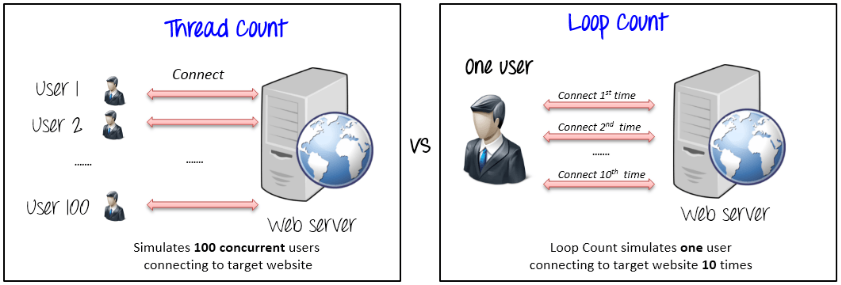 Thread Count
Connect
User 1
User 2
.......
.......
User 100
Web server
Simulates 100 concurrent users
connecting to target website
VS
Loop Count
One user
Connect 1st time
Connect 2nd time
.......
Connect 10th time
Web server
Loop Count simulates one user
connecting to target website 10 times